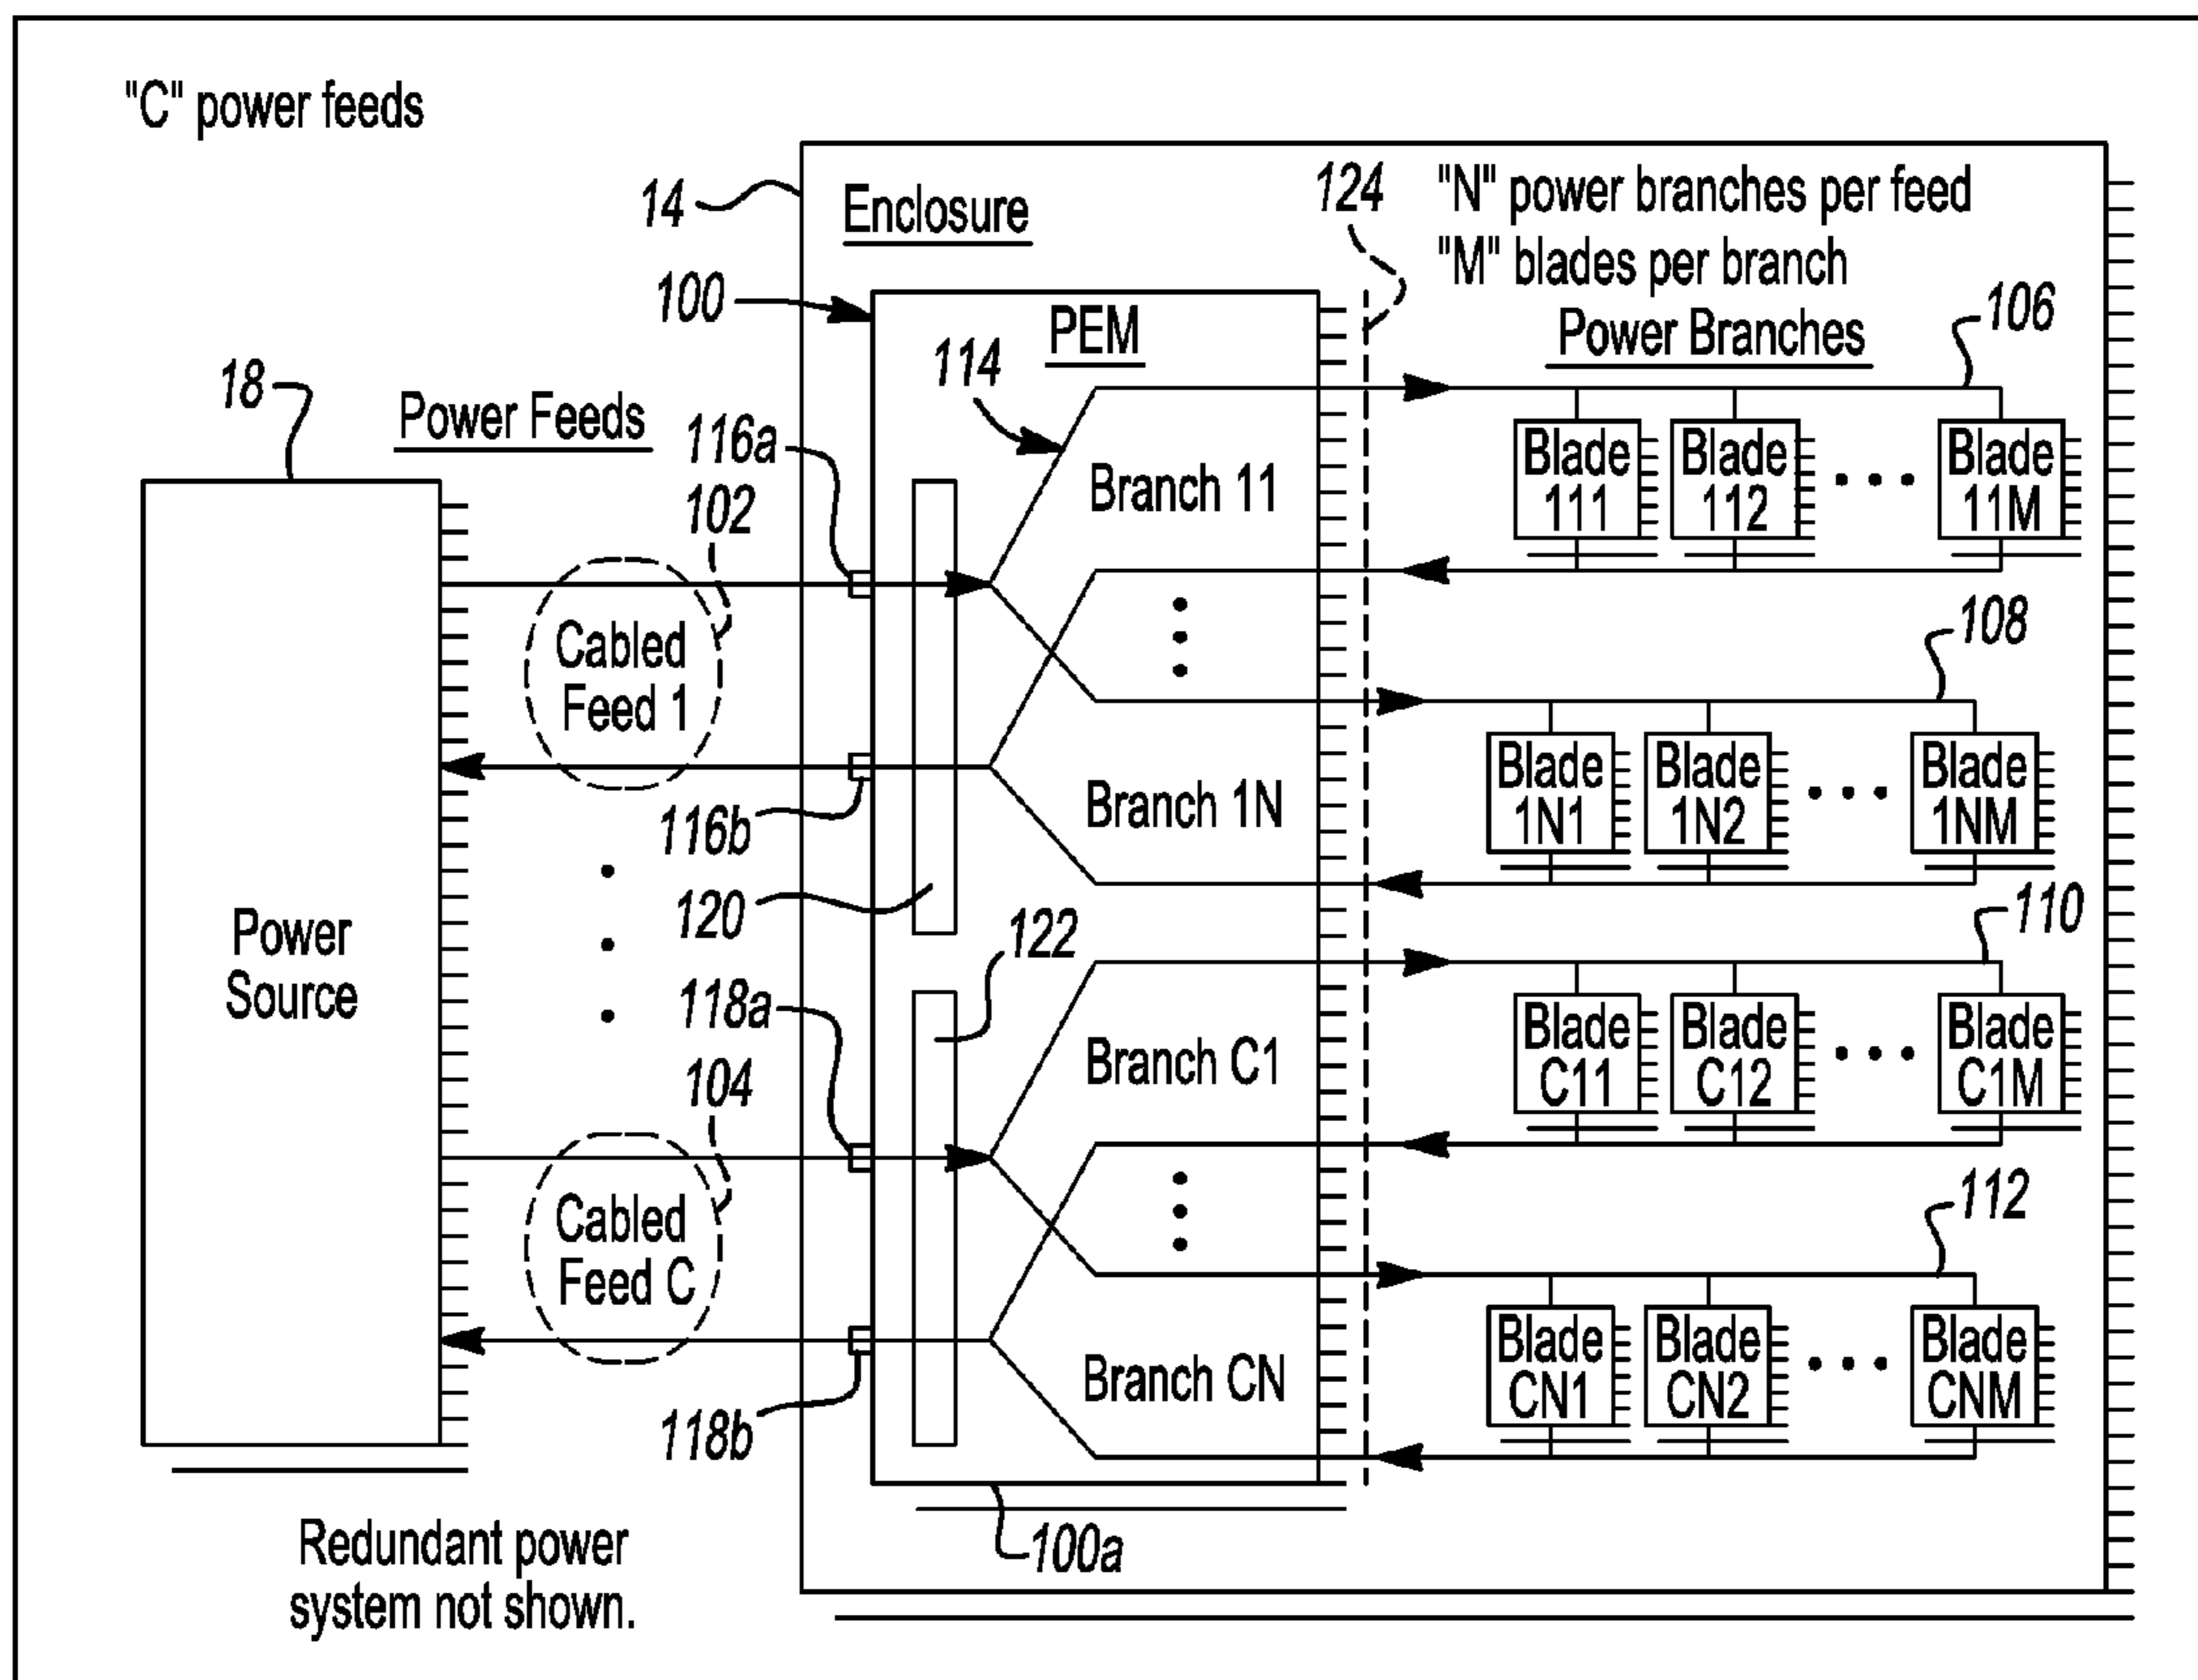 "C" power feeds
14
Enclosure
124
"N" power branches per feed
"M" blades per branch
Power Branches
100
PEM
106
114
18
Power Feeds
116a
102
Branch 11
Blade
111
Blade
112
Blade
11M
Cabled
Feed 1
108
116b
Branch 1N
Blade
1N1
Blade
1N2
Blade
1NM
120
122
110
Power
Source
118a
104
Branch C1
Blade
C11
Blade
C12
Blade
C1M
Cabled
Feed C
112
118b
Branch CN
Blade
CN1
Blade
CN2
Blade
CNM
100a
Redundant power
system not shown.